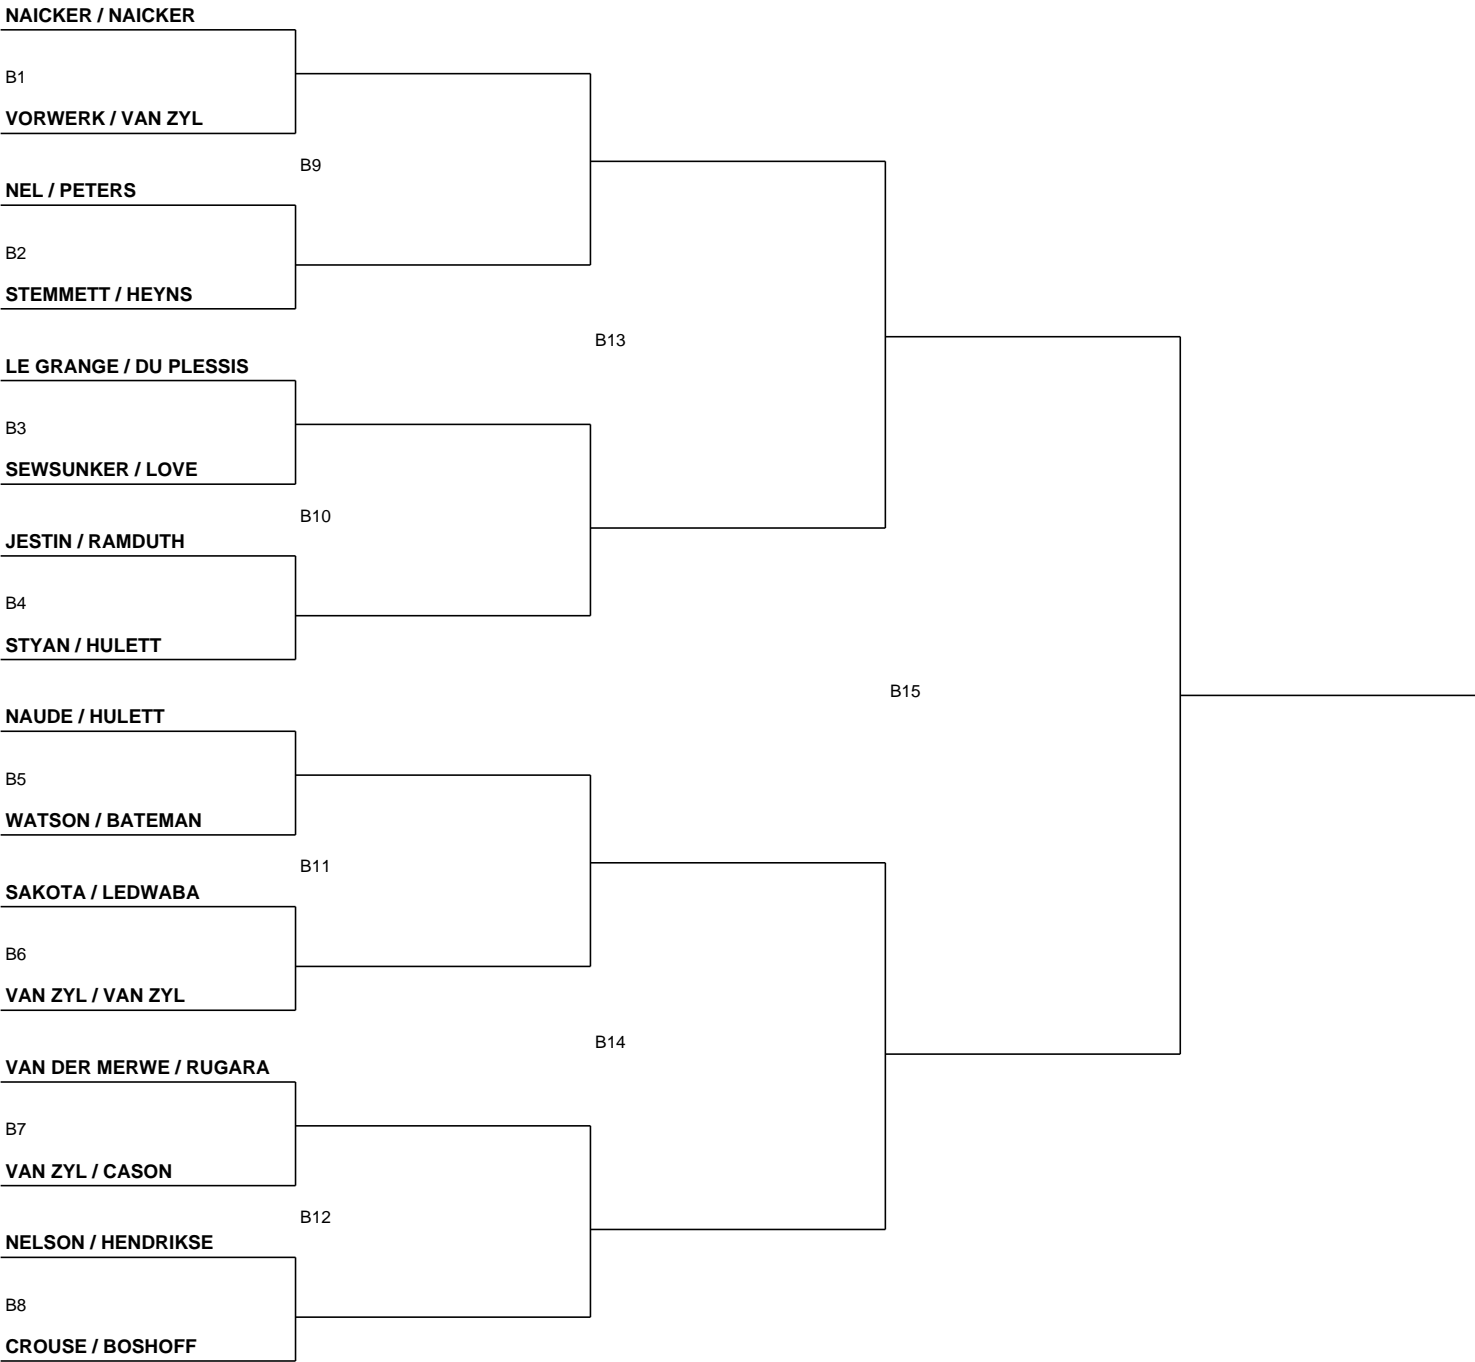 NAICKER / NAICKER
B1
VORWERK / VAN ZYL
B9
NEL / PETERS
B2
STEMMETT / HEYNS
B13
LE GRANGE / DU PLESSIS
B3
SEWSUNKER / LOVE
B10
JESTIN / RAMDUTH
B4
STYAN / HULETT
B15
NAUDE / HULETT
B5
WATSON / BATEMAN
B11
SAKOTA / LEDWABA
B6
VAN ZYL / VAN ZYL
B14
VAN DER MERWE / RUGARA
B7
VAN ZYL / CASON
B12
NELSON / HENDRIKSE
B8
CROUSE / BOSHOFF